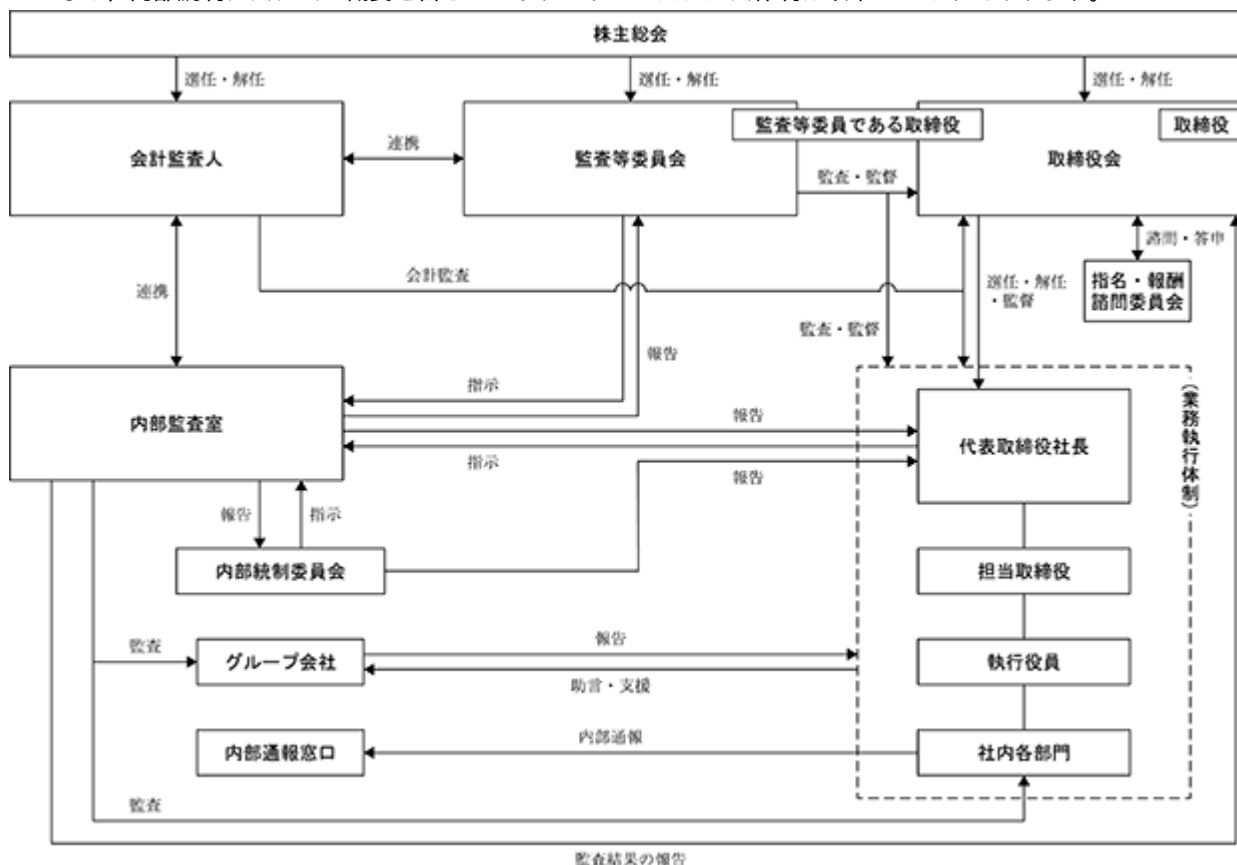 株主総会
選任・解任
選任・解任
選任・解任
監査等委員である取締役
取締役
会計監査人
連携
監査等委員会
取締役会
監査・監督
諮問・答申
会計監査
連携
選任・解任
・監督
指名・報酬
諮問委員会
監査・監督
報告
指示
(業務執行体制)
内部監査室
報告
代表取締役社長
指示
報告
報告
指示
内部統制委員会
担当取締役
監査
報告
グループ会社
執行役員
助言・支援
内部通報
内部通報窓口
社内各部門
監査
監査結果の報告